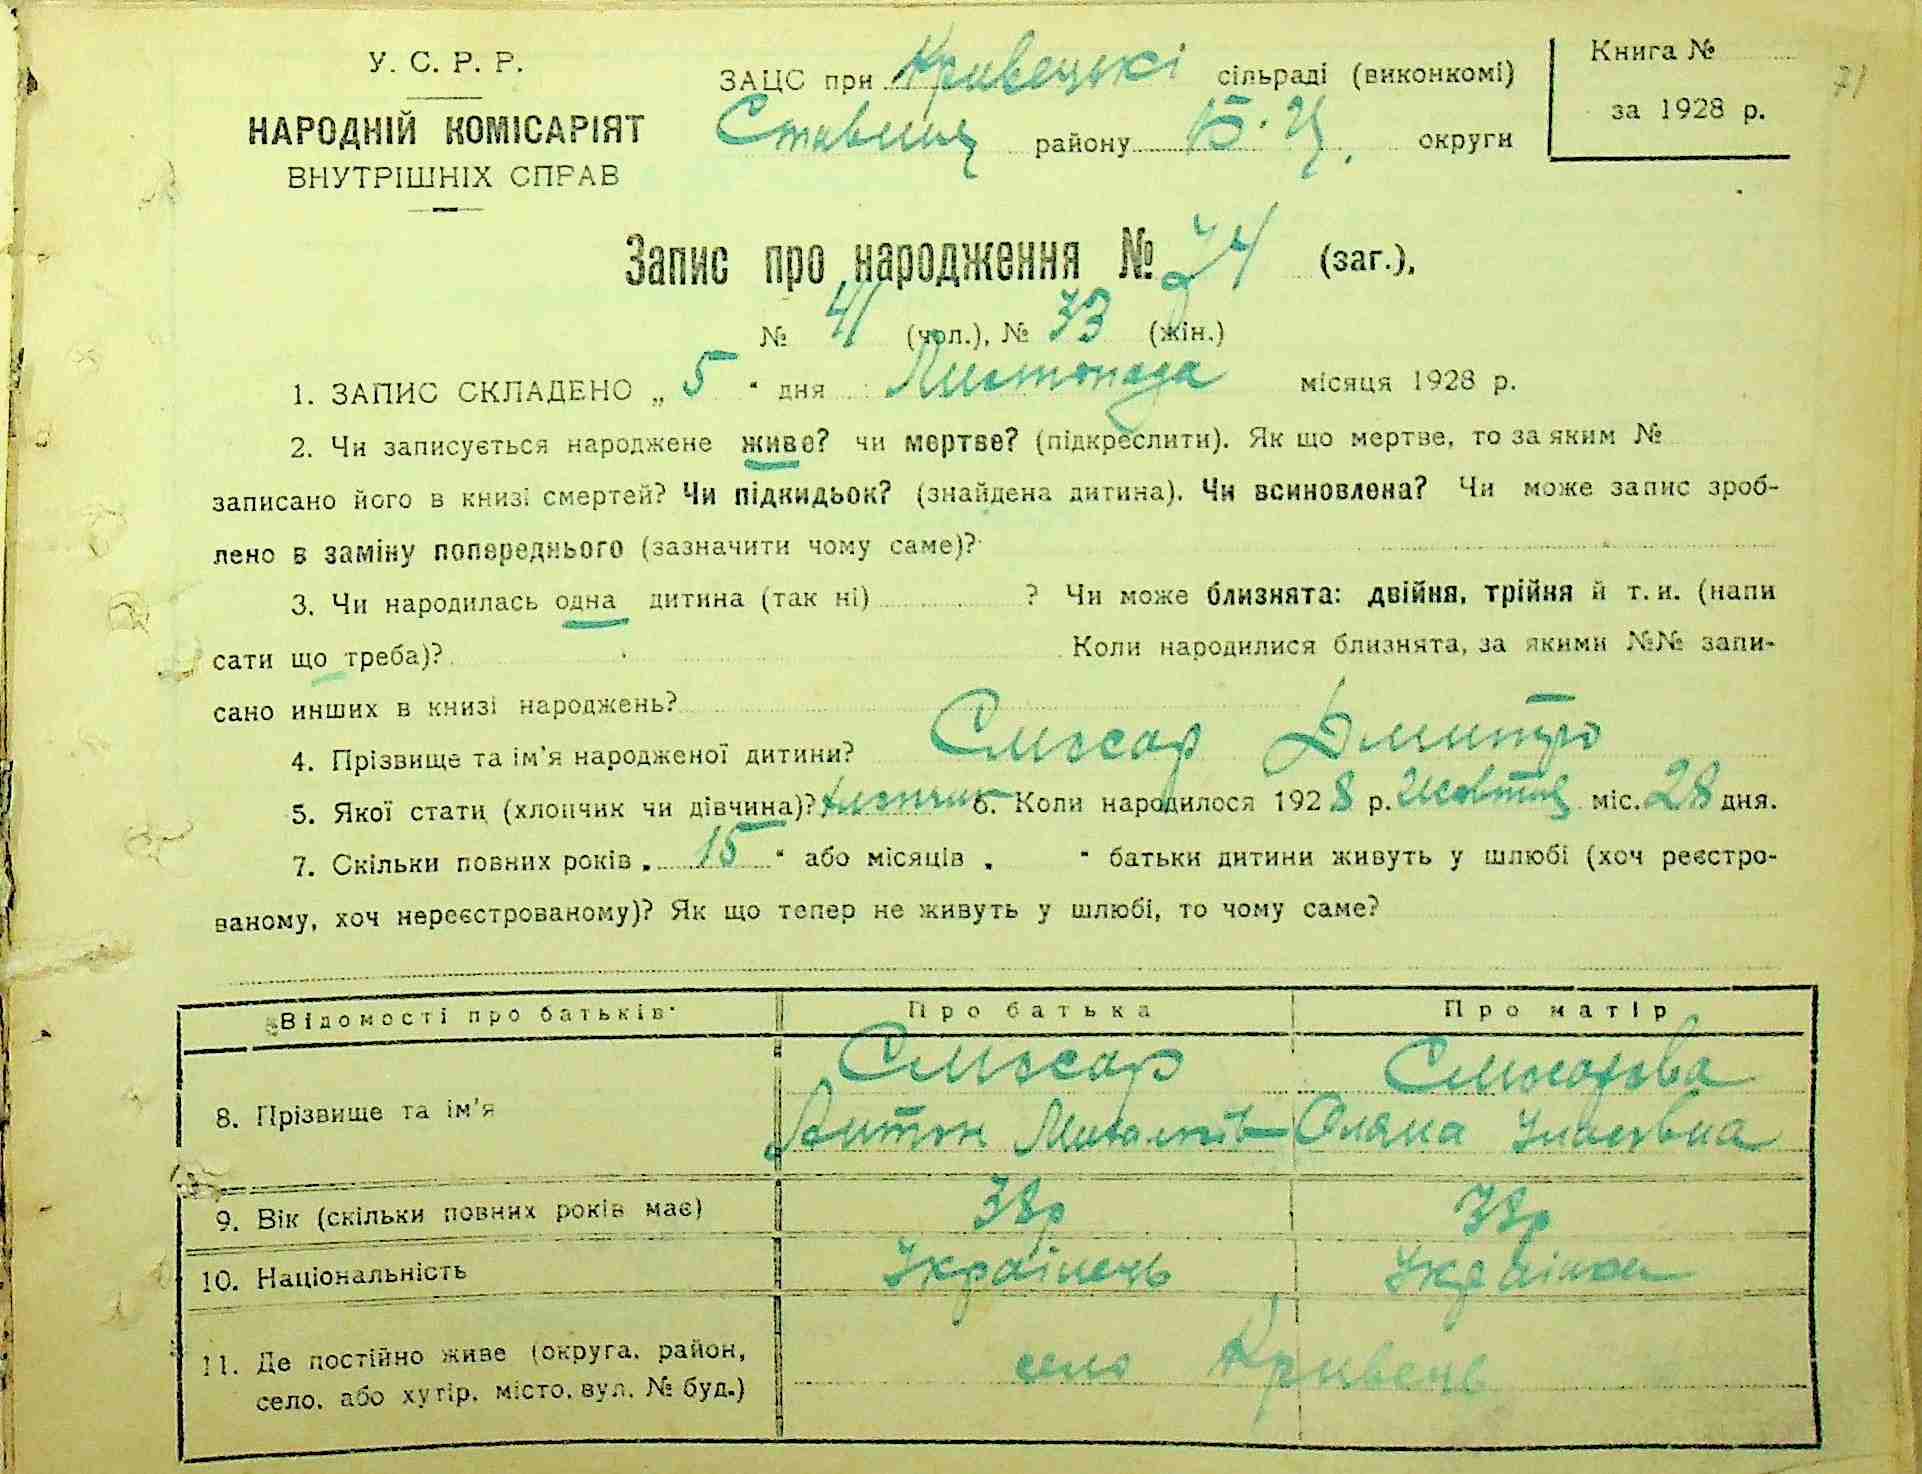 У. С. Р. Р.
НАРОДНІЙ КОМІСАРІЯТ
ВНУТРІШНІХ СПРАВ
ЗАЦС при Кривецькі сільраді (виконкомі)
Ставищ району Б. Ц. округи
Книга №
за 1928 р.
71
Запис про народження № 74 (заг.),
№ 41 (чол.), № 33 (жін.)
1. ЗАПИС СКЛАДЕНО „ 5 " дня Листопада місяця 1928 р.
2. Чи записується народжене живе? чи мертве? (підкреслити). Як що мертве, то за яким №
записано його в книзі смертей? Чи підкидьок? (знайдена дитина). Чи всиновлена? Чи може запис зроб-
лено в заміну попереднього (зазначити чому саме)?
3. Чи народилась одна дитина (так ні) ? Чи може близнята: двійня, трійня й т. и. (напи
сати що треба)? Коли народилися близнята, за якими №№ запи-
сано инших в книзі народжень?
4. Прізвище та ім'я народженої дитини? Слюсар Дмитро
5. Якої стати (хлопчик чи дівчина)? хлопчик 6. Коли народилося 1928 р. Жовтня міс. 28 дня.
7. Скільки повних років „ 15 " або місяців „ " батьки дитини живуть у шлюбі (хоч реєстро-
ваному, хоч нереєстрованому)? Як що тепер не живуть у шлюбі, то чому саме?
Відомості про батьків Про батька Про матір
8. Прізвище та ім'я Слюсар Слюсарова
Антон Оляна
9. Вік (скільки повних років має) 38р 38р
10. Національність Українець Українка
11. Де постійно живе (округа, район, село Кривець
село, або хутір, місто, вул. № буд.)